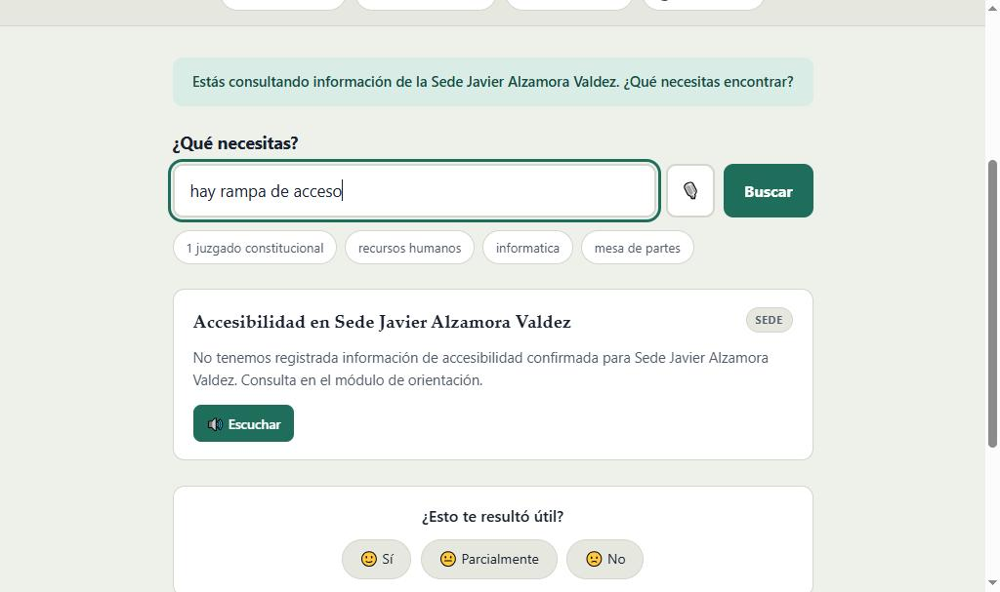 Estás consultando información de la Sede Javier Alzamora Valdez. ¿Qué necesitas encontrar?
¿Qué necesitas?
hay rampa de acceso
Buscar
1 juzgado constitucional
recursos humanos
informatica
mesa de partes
Accesibilidad en Sede Javier Alzamora Valdez
SEDE
No tenemos registrada información de accesibilidad confirmada para Sede Javier Alzamora
Valdez. Consulta en el módulo de orientación.
Escuchar
¿Esto te resultó útil?
Sí
Parcialmente
No